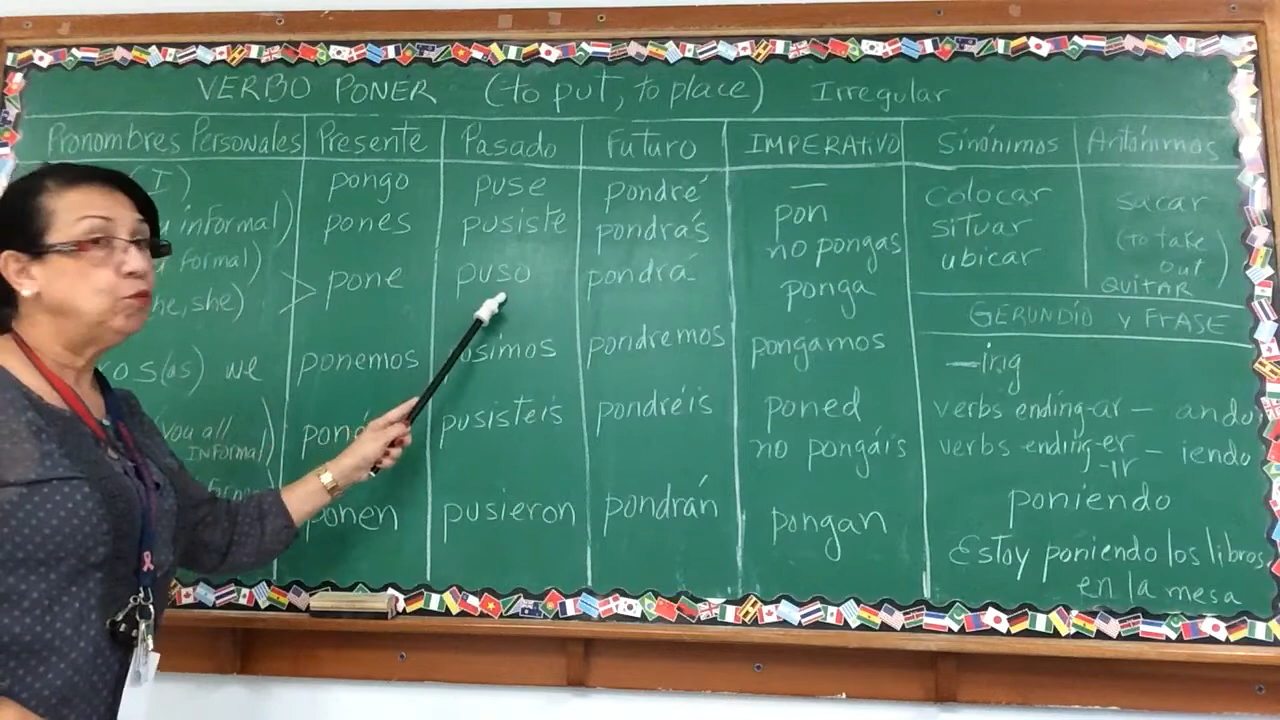 VERBO PONER (to put, to place) Irregular
Pronombres Personales Presente Pasado Futuro IMPERATIVO Sinónimos Antónimos
(I) pongo puse pondré — colocar sacar
informal) pones pusiste pondrás pon situar (to take
no pongas ubicar out)
formal) pone puso pondrá ponga QUITAR
he, she)
GERUNDIO y FrASE
(as) we ponemos pondremos pongamos —ing
you all pusisteis pondréis poned verbs ending -ar — ando
INFORMAL) no pongáis verbs ending -er — iendo
-ir
poniendo
ponen pusieron pondrán pongan
Estoy poniendo los libros
en la mesa